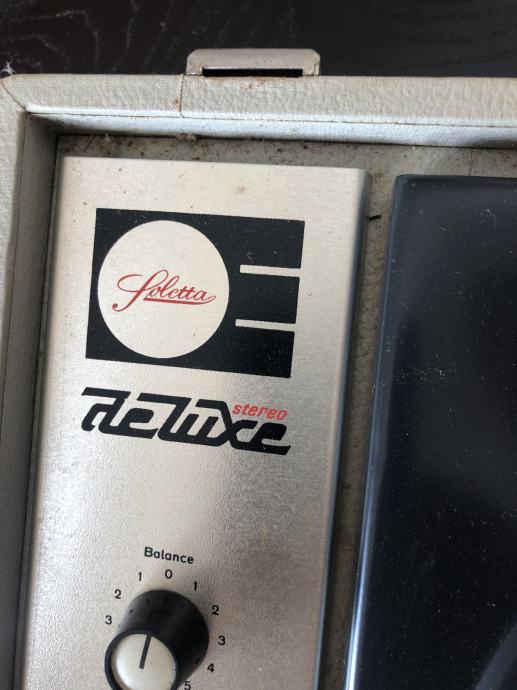 Soletta
stereo
deluxe
Balance
3 2 1 0 1 2 3 4 5